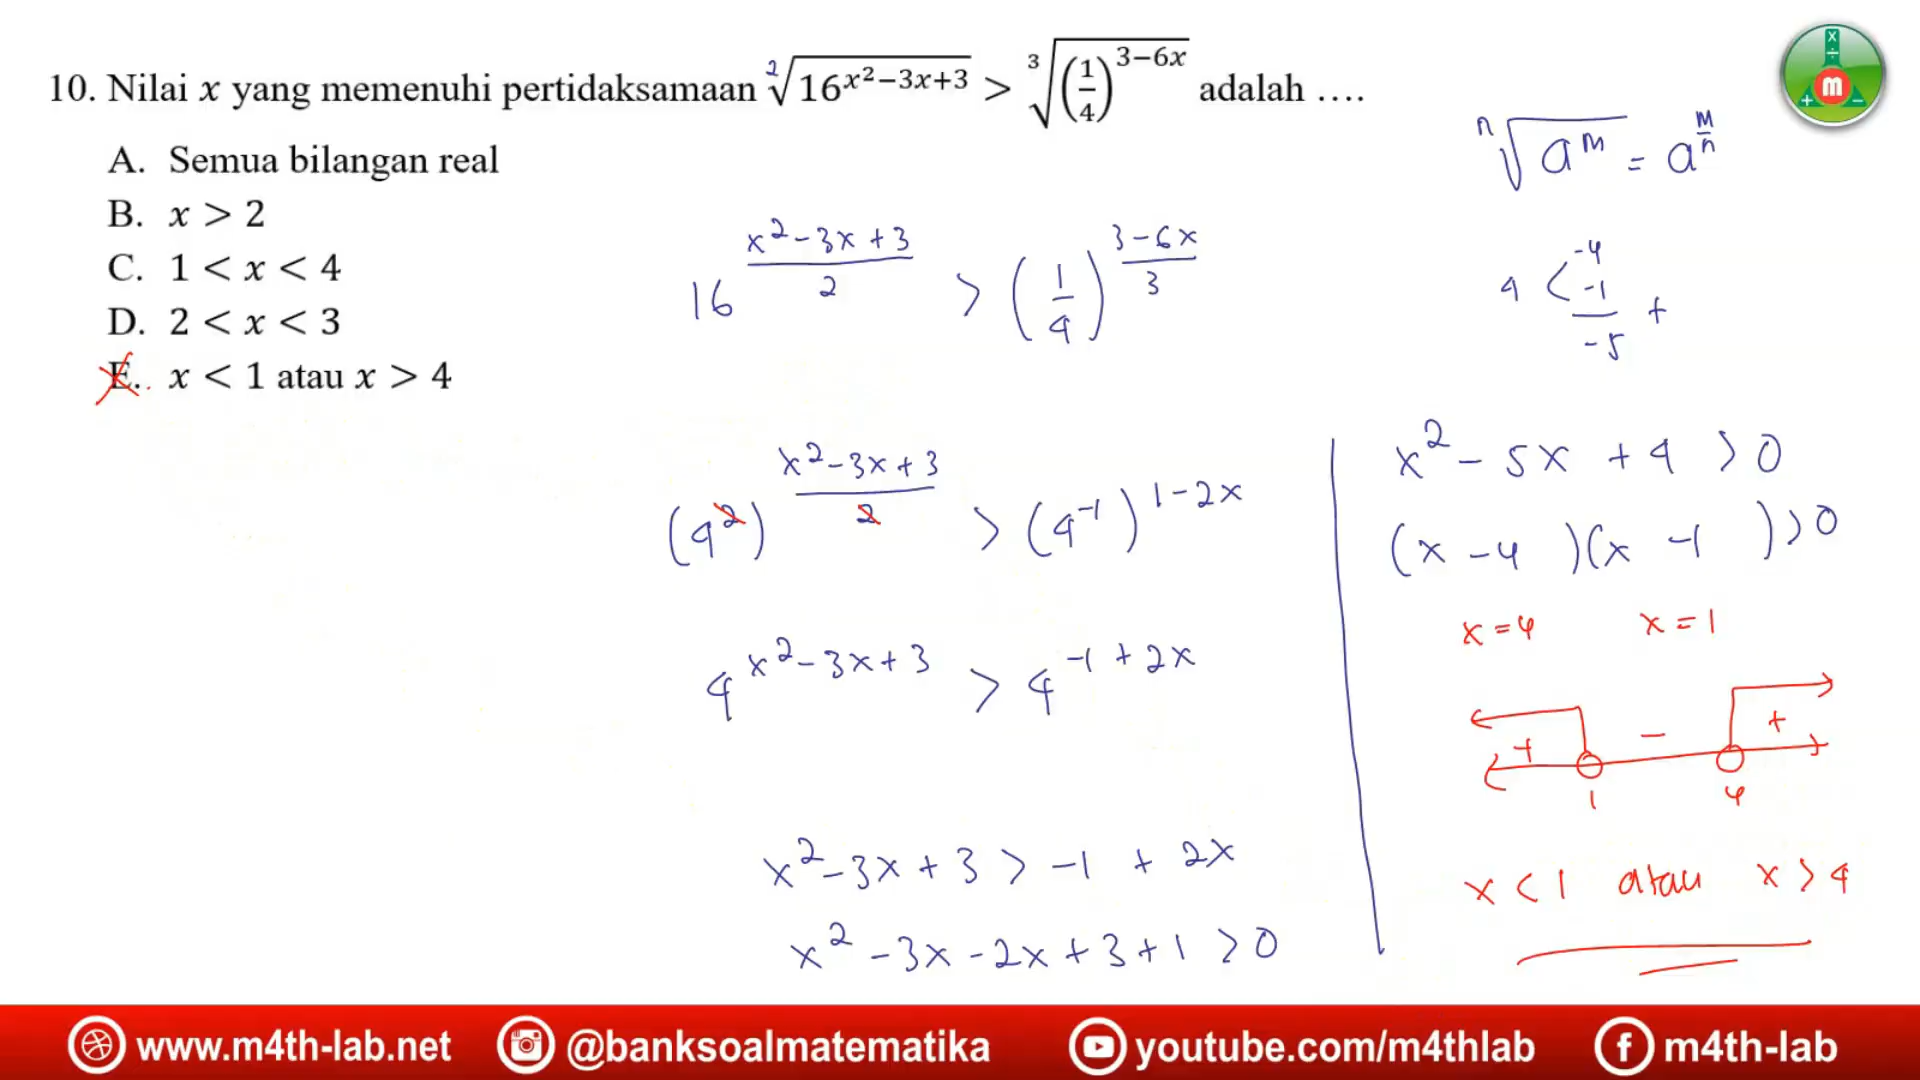 10. Nilai x yang memenuhi pertidaksamaan ²√(16^(x²−3x+3)) > ³√((1/4)^(3−6x)) adalah ….
A. Semua bilangan real
B. x > 2
C. 1 < x < 4
D. 2 < x < 3
E. x < 1 atau x > 4
16^((x²-3x+3)/2) > (1/4)^((3-6x)/3)
(4²)^((x²-3x+3)/2) > (4^-1)^(1-2x)
4^(x²-3x+3) > 4^(-1+2x)
x²-3x+3 > -1 + 2x
x² -3x -2x +3+1 > 0
ⁿ√(a^m) = a^(m/n)
4 < -4
-1 +
-5
x² - 5x + 4 > 0
(x -4 )(x -1 ) > 0
x = 4 x = 1
+ - +
1 4
x < 1 atau x > 4
x
÷
m
+ −
www.m4th-lab.net @banksoalmatematika youtube.com/m4thlab f m4th-lab